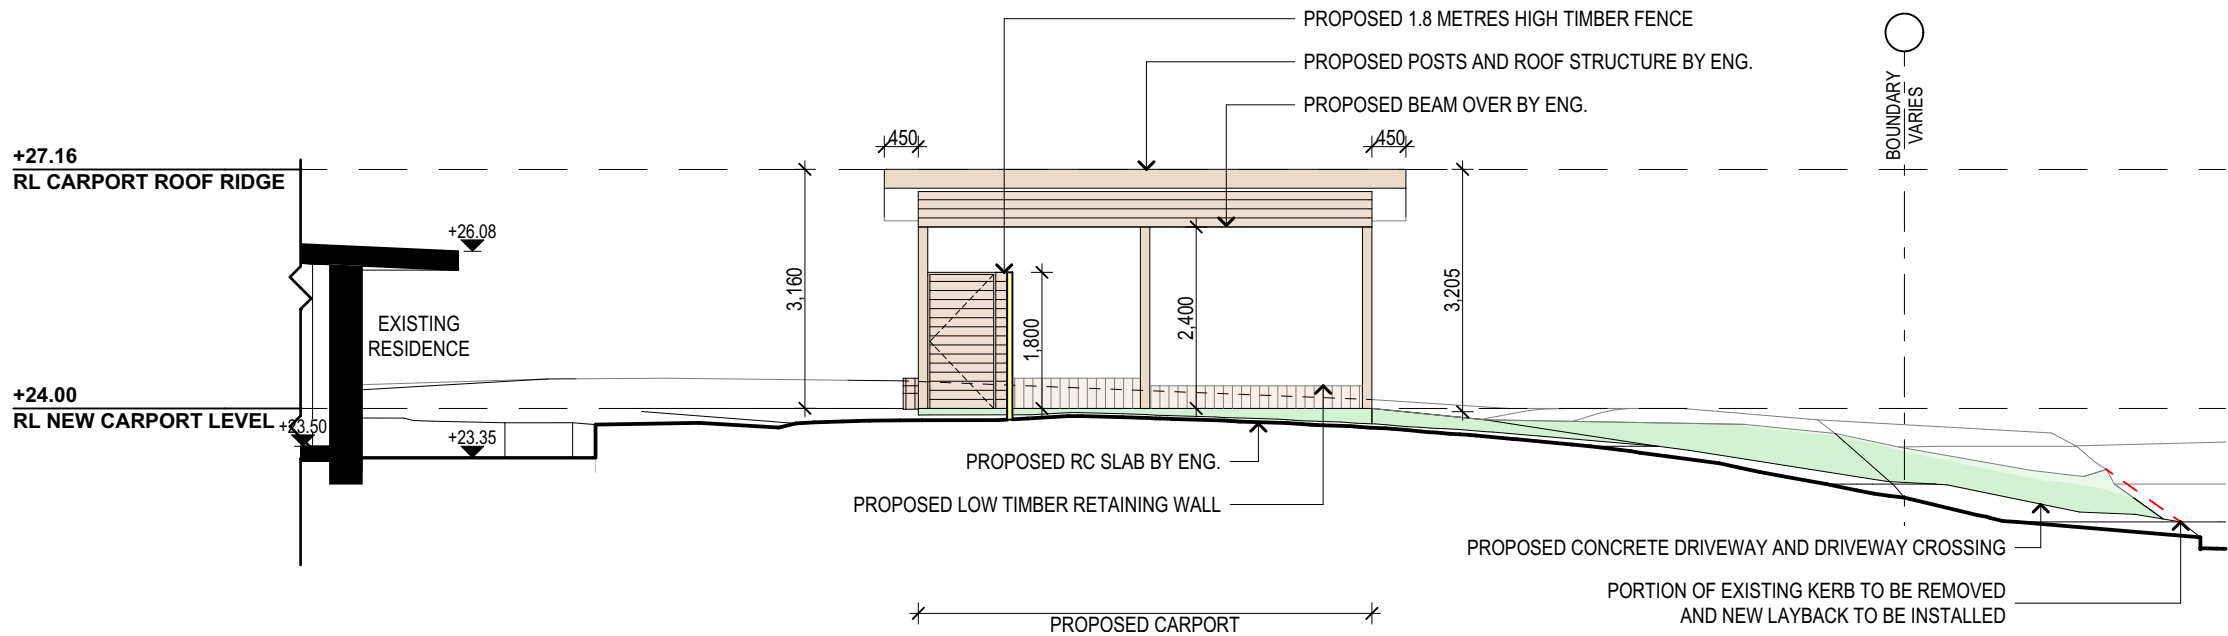 PROPOSED 1.8 METRES HIGH TIMBER FENCE
PROPOSED POSTS AND ROOF STRUCTURE BY ENG.
PROPOSED BEAM OVER BY ENG.
BOUNDARY
VARIES
450
450
+27.16
RL CARPORT ROOF RIDGE
+26.08
3,160
3,205
2,400
1,800
EXISTING
RESIDENCE
+24.00
RL NEW CARPORT LEVEL
+23.50
+23.35
PROPOSED RC SLAB BY ENG.
PROPOSED LOW TIMBER RETAINING WALL
PROPOSED CONCRETE DRIVEWAY AND DRIVEWAY CROSSING
PORTION OF EXISTING KERB TO BE REMOVED
AND NEW LAYBACK TO BE INSTALLED
PROPOSED CARPORT